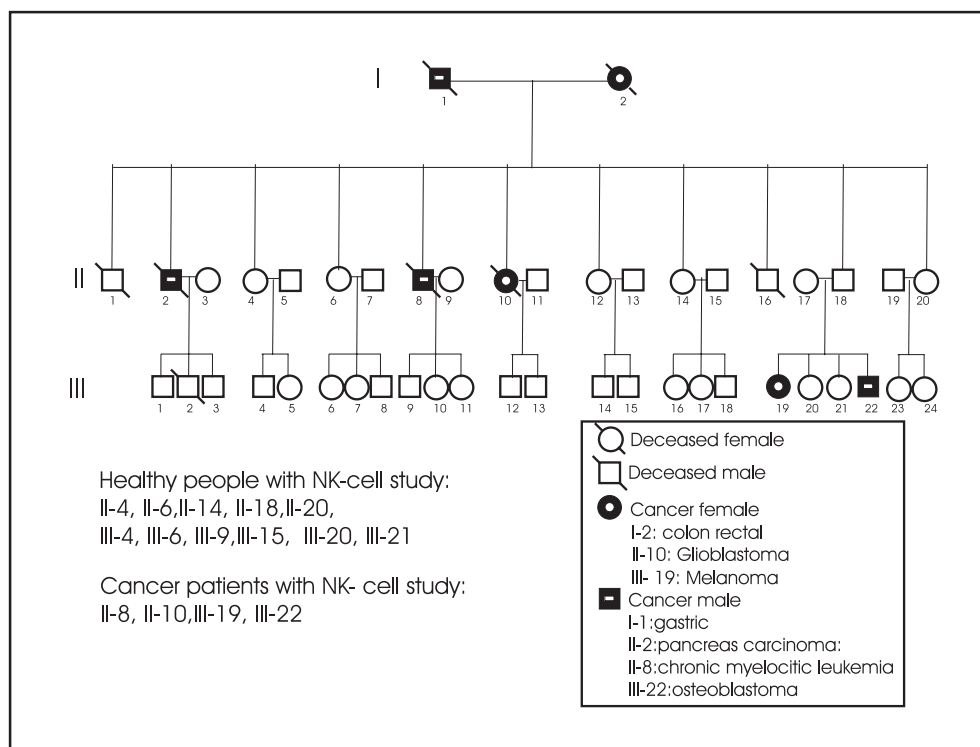 I
1
2
II
1
2
3
4
5
6
7
8
9
10
11
12
13
14
15
16
17
18
19
20
III
1
2
3
4
5
6
7
8
9
10
11
12
13
14
15
16
17
18
19
20
21
22
23
24
Healthy people with NK-cell study:
II-4, II-6,II-14, II-18,II-20,
III-4, III-6, III-9,III-15, III-20, III-21
Cancer patients with NK- cell study:
II-8, II-10,III-19, III-22
Deceased female
Deceased male
Cancer female
I-2: colon rectal
II-10: Glioblastoma
III- 19: Melanoma
Cancer male
I-1:gastric
II-2:pancreas carcinoma:
II-8:chronic myelocitic leukemia
III-22:osteoblastoma